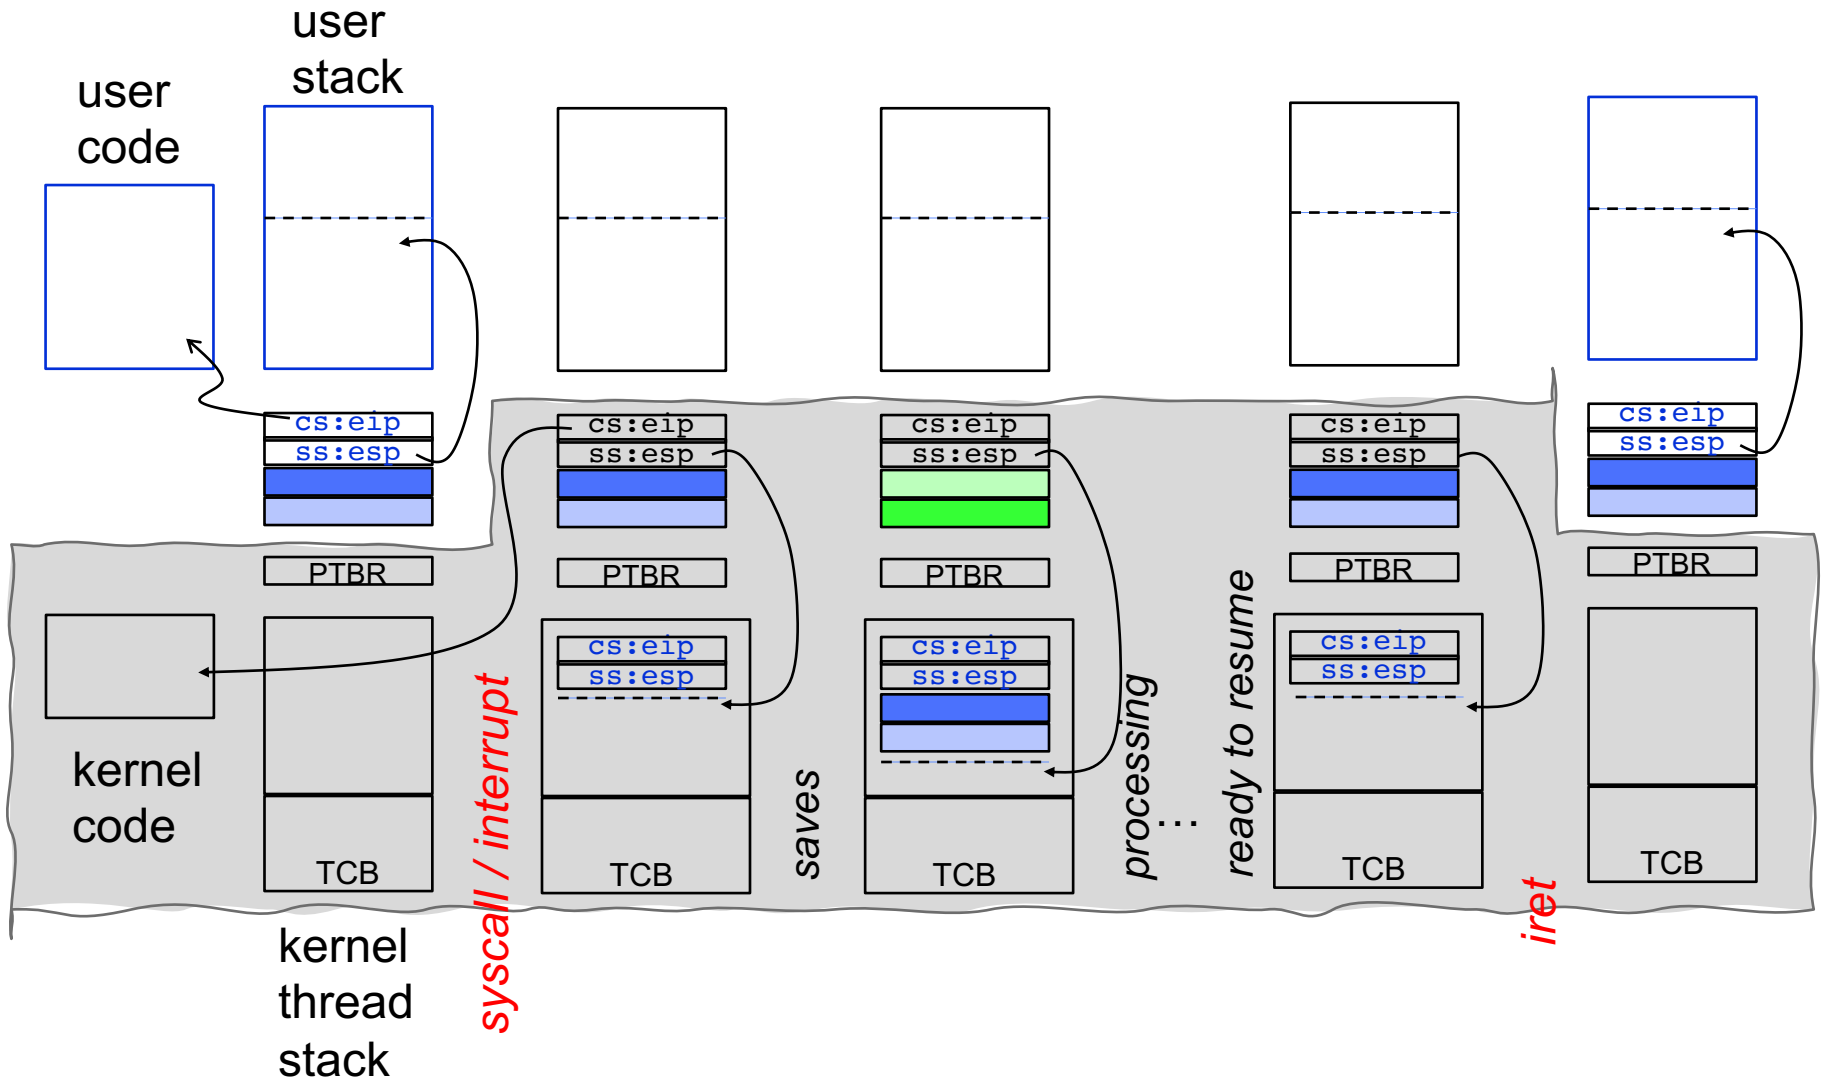 user
stack
user
code
cs:eip
ss:esp
PTBR
TCB
kernel
code
kernel
thread
stack
syscall / interrupt
cs:eip
ss:esp
PTBR
cs:eip
ss:esp
TCB
saves
cs:eip
ss:esp
PTBR
cs:eip
ss:esp
TCB
processing
...
ready to resume
cs:eip
ss:esp
PTBR
cs:eip
ss:esp
TCB
iret
cs:eip
ss:esp
PTBR
TCB